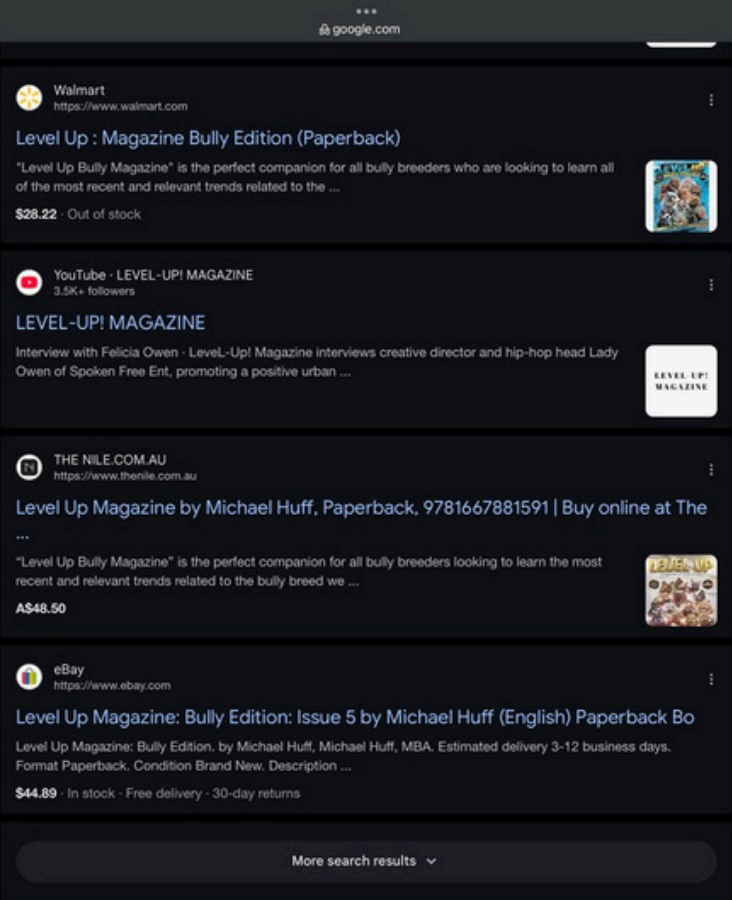 google.com
Walmart
https://www.walmart.com
Level Up : Magazine Bully Edition (Paperback)
"Level Up Bully Magazine" is the perfect companion for all bully breeders who are looking to learn all
of the most recent and relevant trends related to the ...
$28.22 · Out of stock
YouTube · LEVEL-UP! MAGAZINE
3.5K+ followers
LEVEL-UP! MAGAZINE
Interview with Felicia Owen · LeveL-Up! Magazine interviews creative director and hip-hop head Lady
Owen of Spoken Free Ent, promoting a positive urban ...
LEVEL-UP!
MAGAZINE
THE NILE.COM.AU
https://www.thenile.com.au
Level Up Magazine by Michael Huff, Paperback, 9781667881591 | Buy online at The
...
"Level Up Bully Magazine" is the perfect companion for all bully breeders looking to learn the most
recent and relevant trends related to the bully breed we ...
A$48.50
LEVEL UP
eBay
https://www.ebay.com
Level Up Magazine: Bully Edition: Issue 5 by Michael Huff (English) Paperback Bo
Level Up Magazine: Bully Edition. by Michael Huff, Michael Huff, MBA. Estimated delivery 3-12 business days.
Format Paperback. Condition Brand New. Description ...
$44.89 · In stock · Free delivery · 30-day returns
More search results